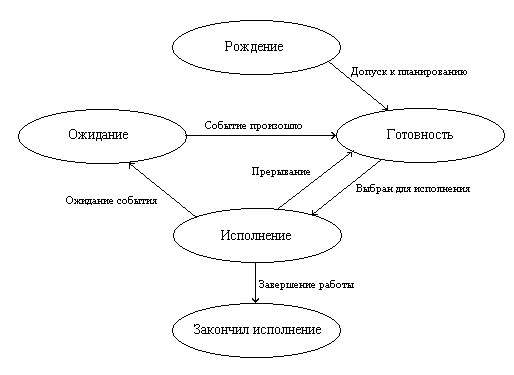 Рождение
Допуск к планированию
Событие произошло
Ожидание
Готовность
Прерывание
Выбран для исполнения
Ожидание события
Исполнение
Завершение работы
Закончил исполнение